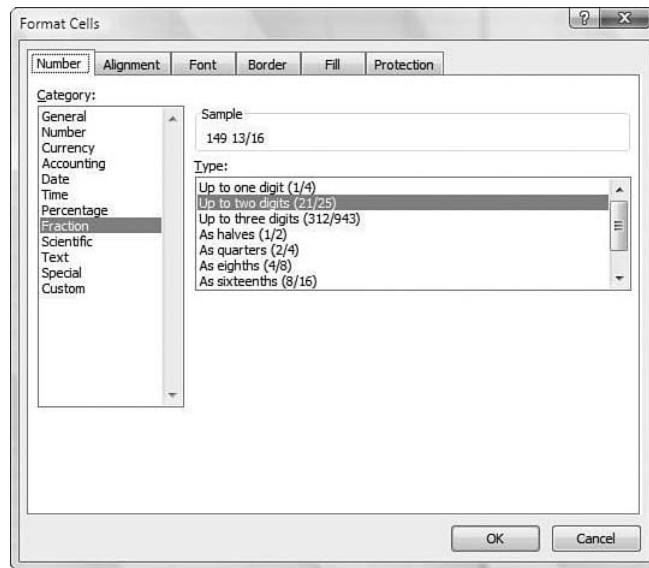 Format Cells
? X
Number Alignment Font Border Fill Protection
Category:
General
Number
Currency
Accounting
Date
Time
Percentage
Fraction
Scientific
Text
Special
Custom
Sample
149 13/16
Type:
Up to one digit (1/4)
Up to two digits (21/25)
Up to three digits (312/943)
As halves (1/2)
As quarters (2/4)
As eighths (4/8)
As sixteenths (8/16)
OK Cancel